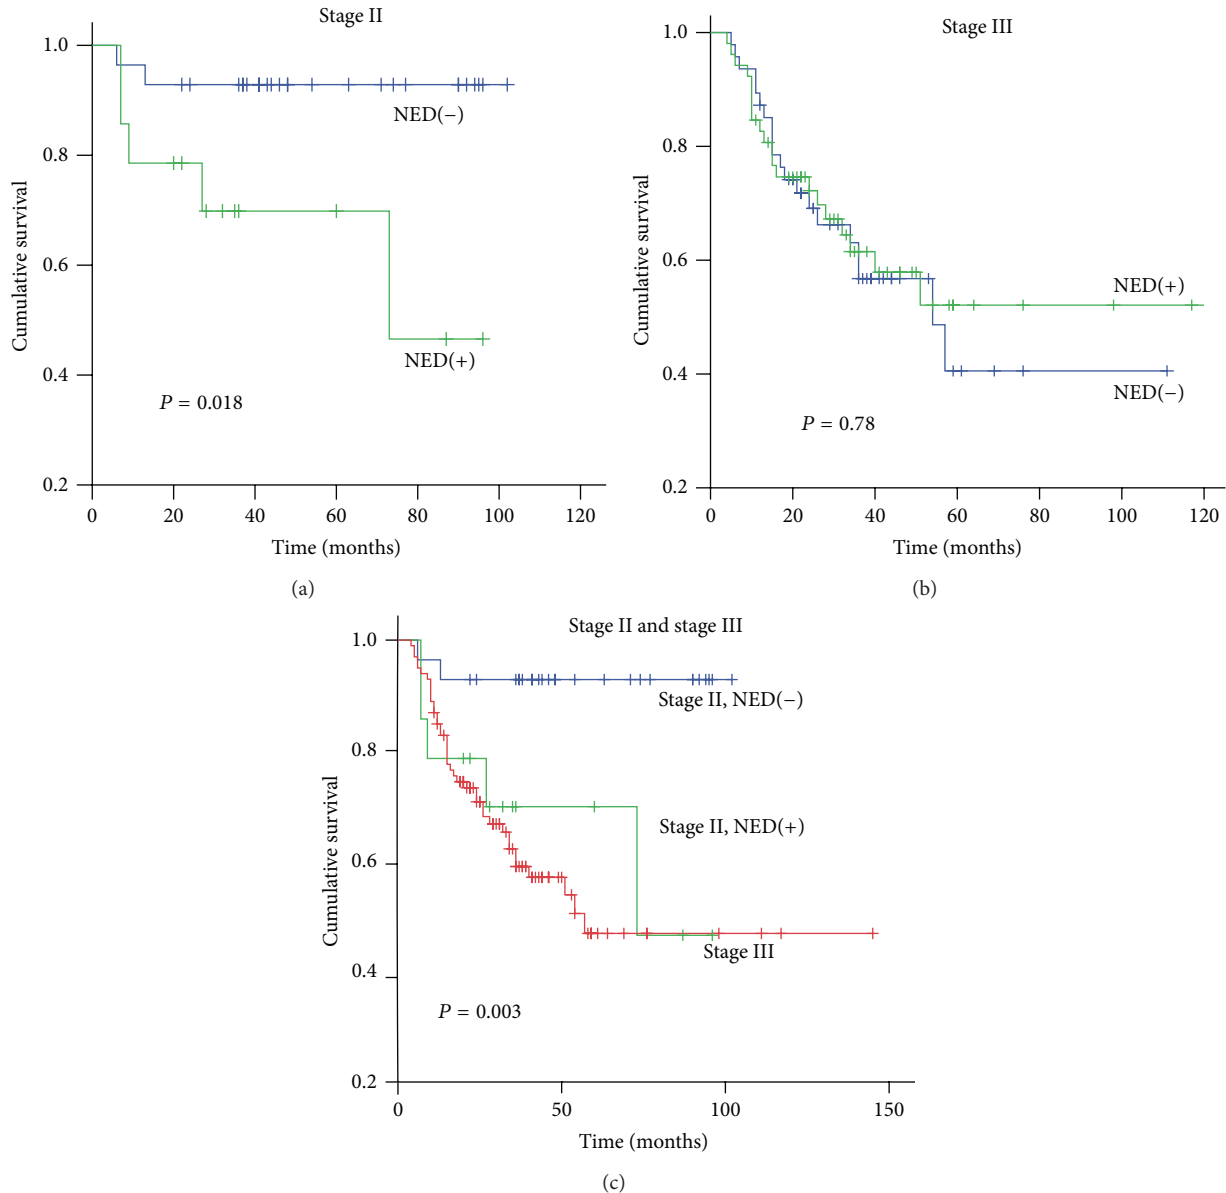 Stage II
1.0
0.8
0.6
0.4
0.2
Cumulative survival
NED(−)
NED(+)
P = 0.018
0 20 40 60 80 100 120
Time (months)
(a)
Stage III
1.0
0.8
0.6
0.4
0.2
Cumulative survival
NED(+)
NED(−)
P = 0.78
0 20 40 60 80 100 120
Time (months)
(b)
Stage II and stage III
1.0
0.8
0.6
0.4
0.2
Cumulative survival
Stage II, NED(−)
Stage II, NED(+)
Stage III
P = 0.003
0 50 100 150
Time (months)
(c)